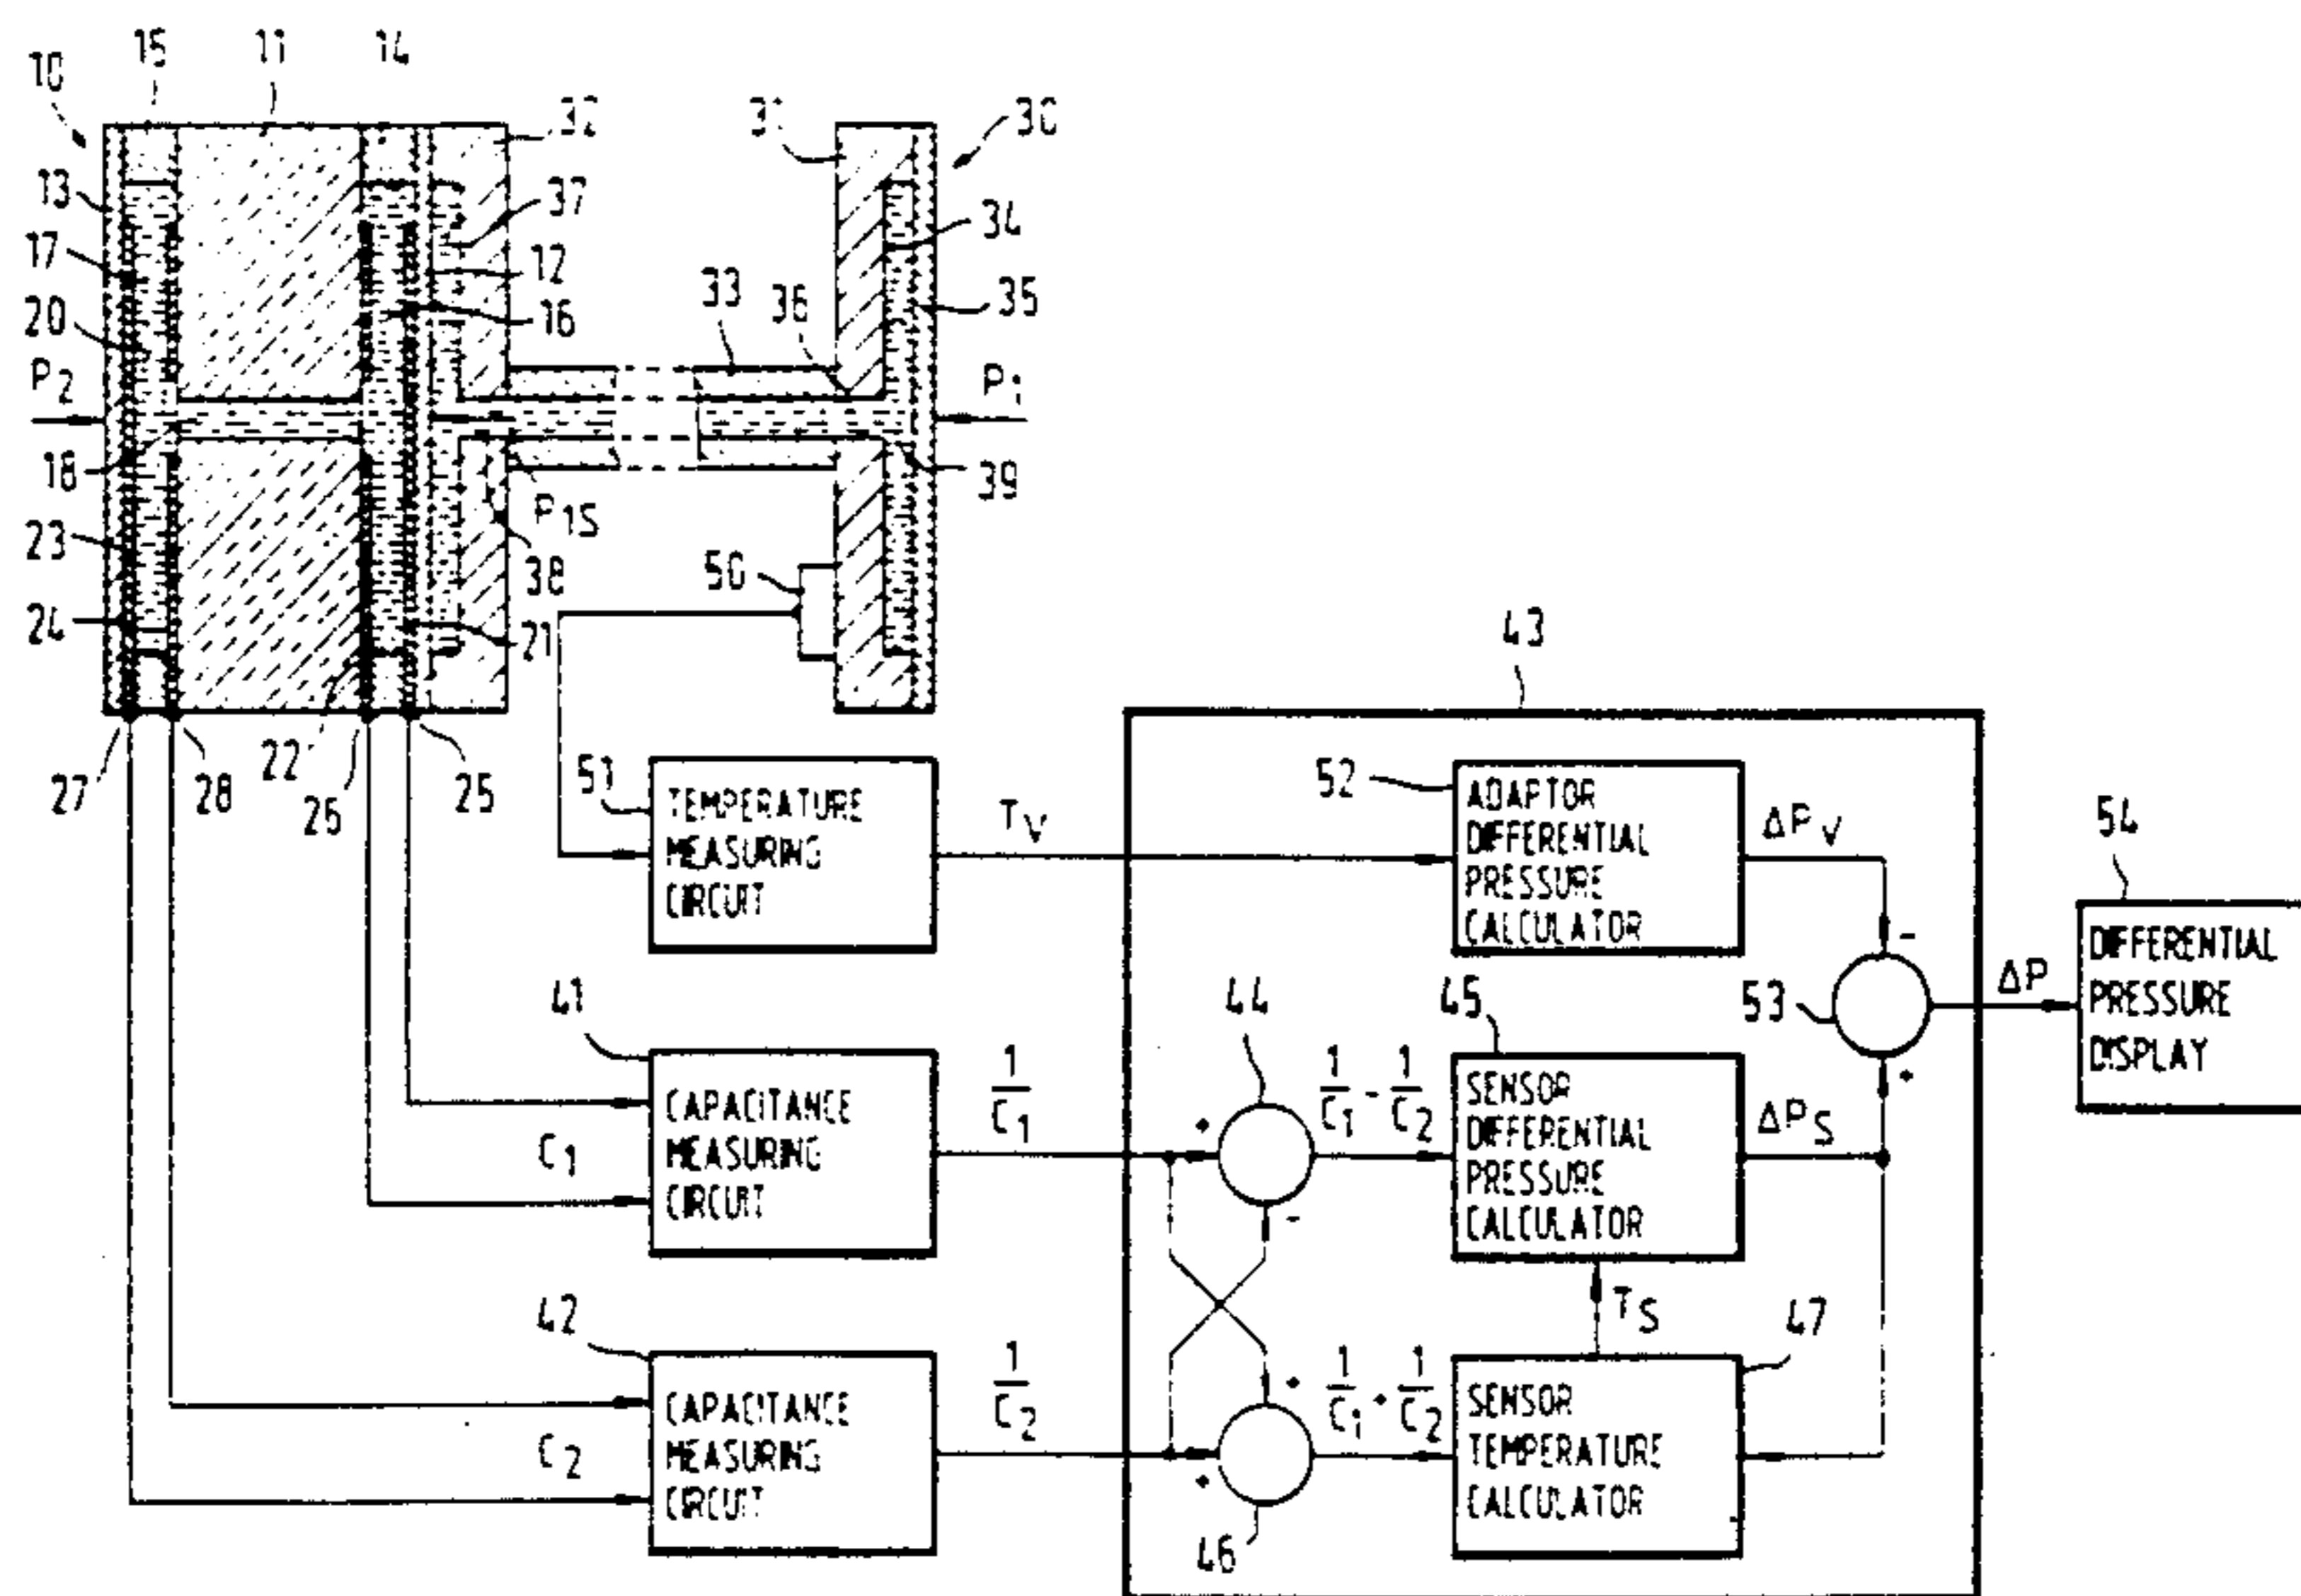 10
15
11
14
32
31
30
13
37
34
17
12
33
36
35
20
16
P2
P1
18
39
23
P1S
38
50
24
21
43
22
27
28
26
25
51
TEMPERATURE
MEASURING
CIRCUIT
TV
52
ADAPTOR
DIFFERENTIAL
PRESSURE
CALCULATOR
ΔPV
-
54
DIFFERENTIAL
PRESSURE
DISPLAY
ΔP
53
+
41
CAPACITANCE
MEASURING
CIRCUIT
C1
1/C1
44
+
-
1/C1 - 1/C2
45
SENSOR
DIFFERENTIAL
PRESSURE
CALCULATOR
ΔPS
TS
42
CAPACITANCE
MEASURING
CIRCUIT
C2
1/C2
+
+
46
1/C1 + 1/C2
47
SENSOR
TEMPERATURE
CALCULATOR